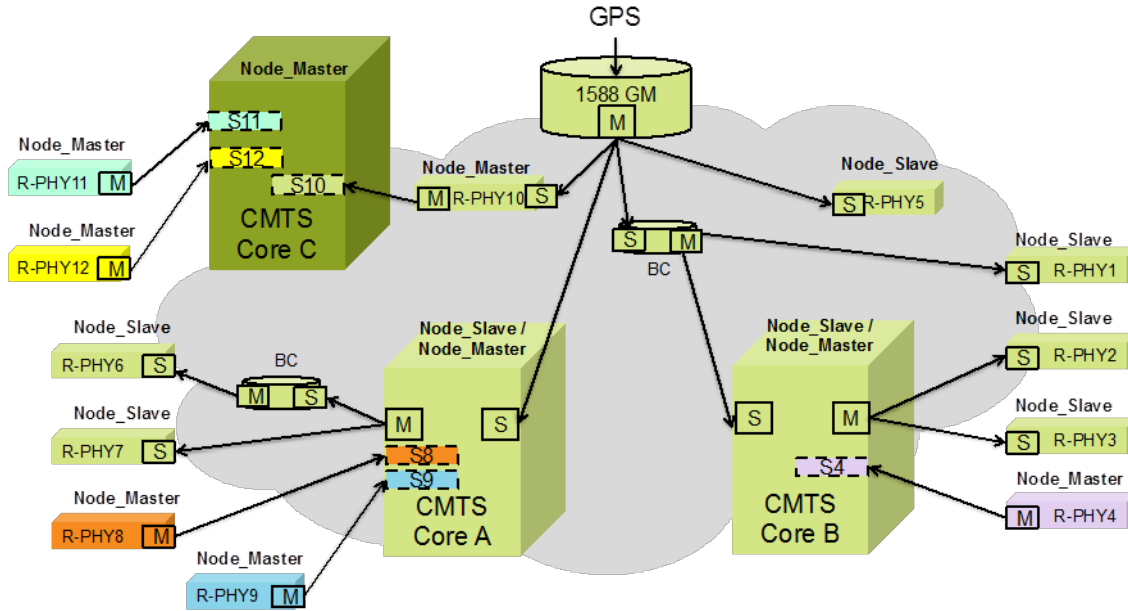 GPS
1588 GM
M
Node_Master
S11
S12
S10
CMTS
Core C
Node_Master
R-PHY11 M
Node_Master
R-PHY12 M
Node_Master
M R-PHY10 S
Node_Slave
S R-PHY5
S M
BC
Node_Slave
S R-PHY1
Node_Slave
S R-PHY2
Node_Slave
S R-PHY3
Node_Master
M R-PHY4
Node_Slave /
Node_Master
S M
S4
CMTS
Core B
Node_Slave /
Node_Master
M S
S8
S9
CMTS
Core A
BC
M S
Node_Slave
R-PHY6 S
Node_Slave
R-PHY7 S
Node_Master
R-PHY8 M
Node_Master
R-PHY9 M